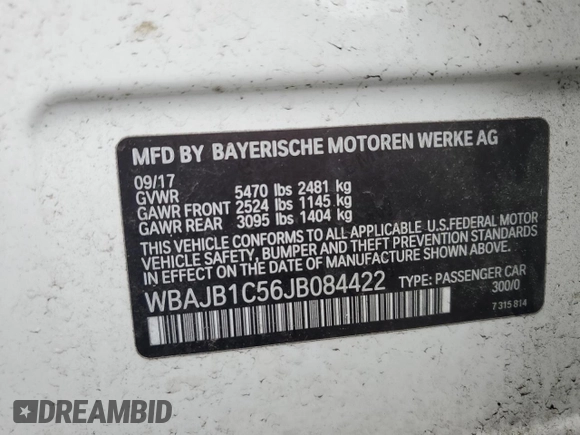 MFD BY BAYERISCHE MOTOREN WERKE AG
09/17
GVWR 5470 lbs 2481 kg
GAWR FRONT 2524 lbs 1145 kg
GAWR REAR 3095 lbs 1404 kg
THIS VEHICLE CONFORMS TO ALL APPLICABLE U.S.FEDERAL MOTOR
VEHICLE SAFETY, BUMPER, AND THEFT PREVENTION STANDARDS
IN EFFECT ON THE DATE OF MANUFACTURE SHOWN ABOVE.
WBAJB1C56JB084422 TYPE: PASSENGER CAR
300/0
7 315 814
DREAMBID